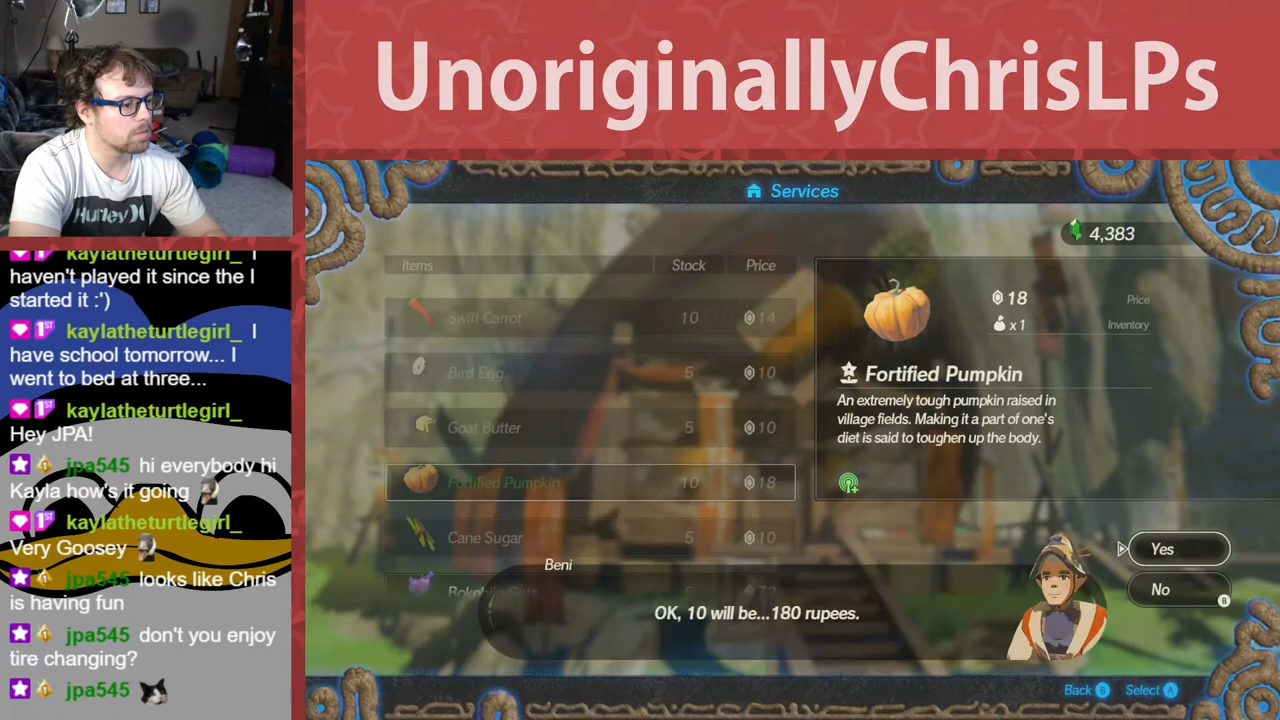 UnoriginallyChrisLPs
Hurley
kaylatheturtlegirl_ I
haven't played it since the I
started it :')
kaylatheturtlegirl_ I
have school tomorrow... I
went to bed at three...
kaylatheturtlegirl_
Hey JPA!
jpa545 hi everybody hi
Kayla how's it going
kaylatheturtlegirl_
Very Goosey
jpa545 looks like Chris
is having fun
jpa545 don't you enjoy
tire changing?
jpa545
Services
4,383
Items Stock Price
Swift Carrot 10 14
Bird Egg 5 10
Goat Butter 5 10
Fortified Pumpkin 10 18
Cane Sugar 5 10
Bokoblin Guts
18 Price
x 1 Inventory
Fortified Pumpkin
An extremely tough pumpkin raised in
village fields. Making it a part of one's
diet is said to toughen up the body.
Beni
OK, 10 will be...180 rupees.
Yes
No B
Back B Select A